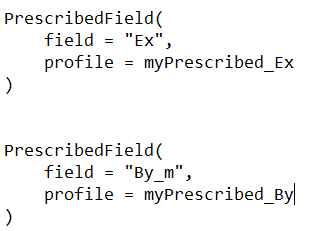 PrescribedField(
    field = "Ex",
    profile = myPrescribed_Ex
)
PrescribedField(
    field = "By_m",
    profile = myPrescribed_By
)